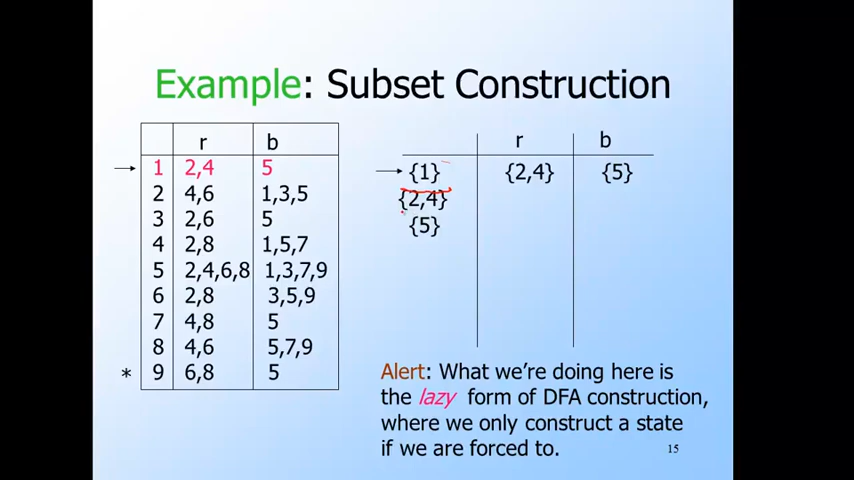 Example: Subset Construction
r b
→ 1 2,4 5
2 4,6 1,3,5
3 2,6 5
4 2,8 1,5,7
5 2,4,6,8 1,3,7,9
6 2,8 3,5,9
7 4,8 5
8 4,6 5,7,9
* 9 6,8 5
r b
→ {1} {2,4} {5}
{2,4}
{5}
Alert: What we’re doing here is
the lazy form of DFA construction,
where we only construct a state
if we are forced to.
15